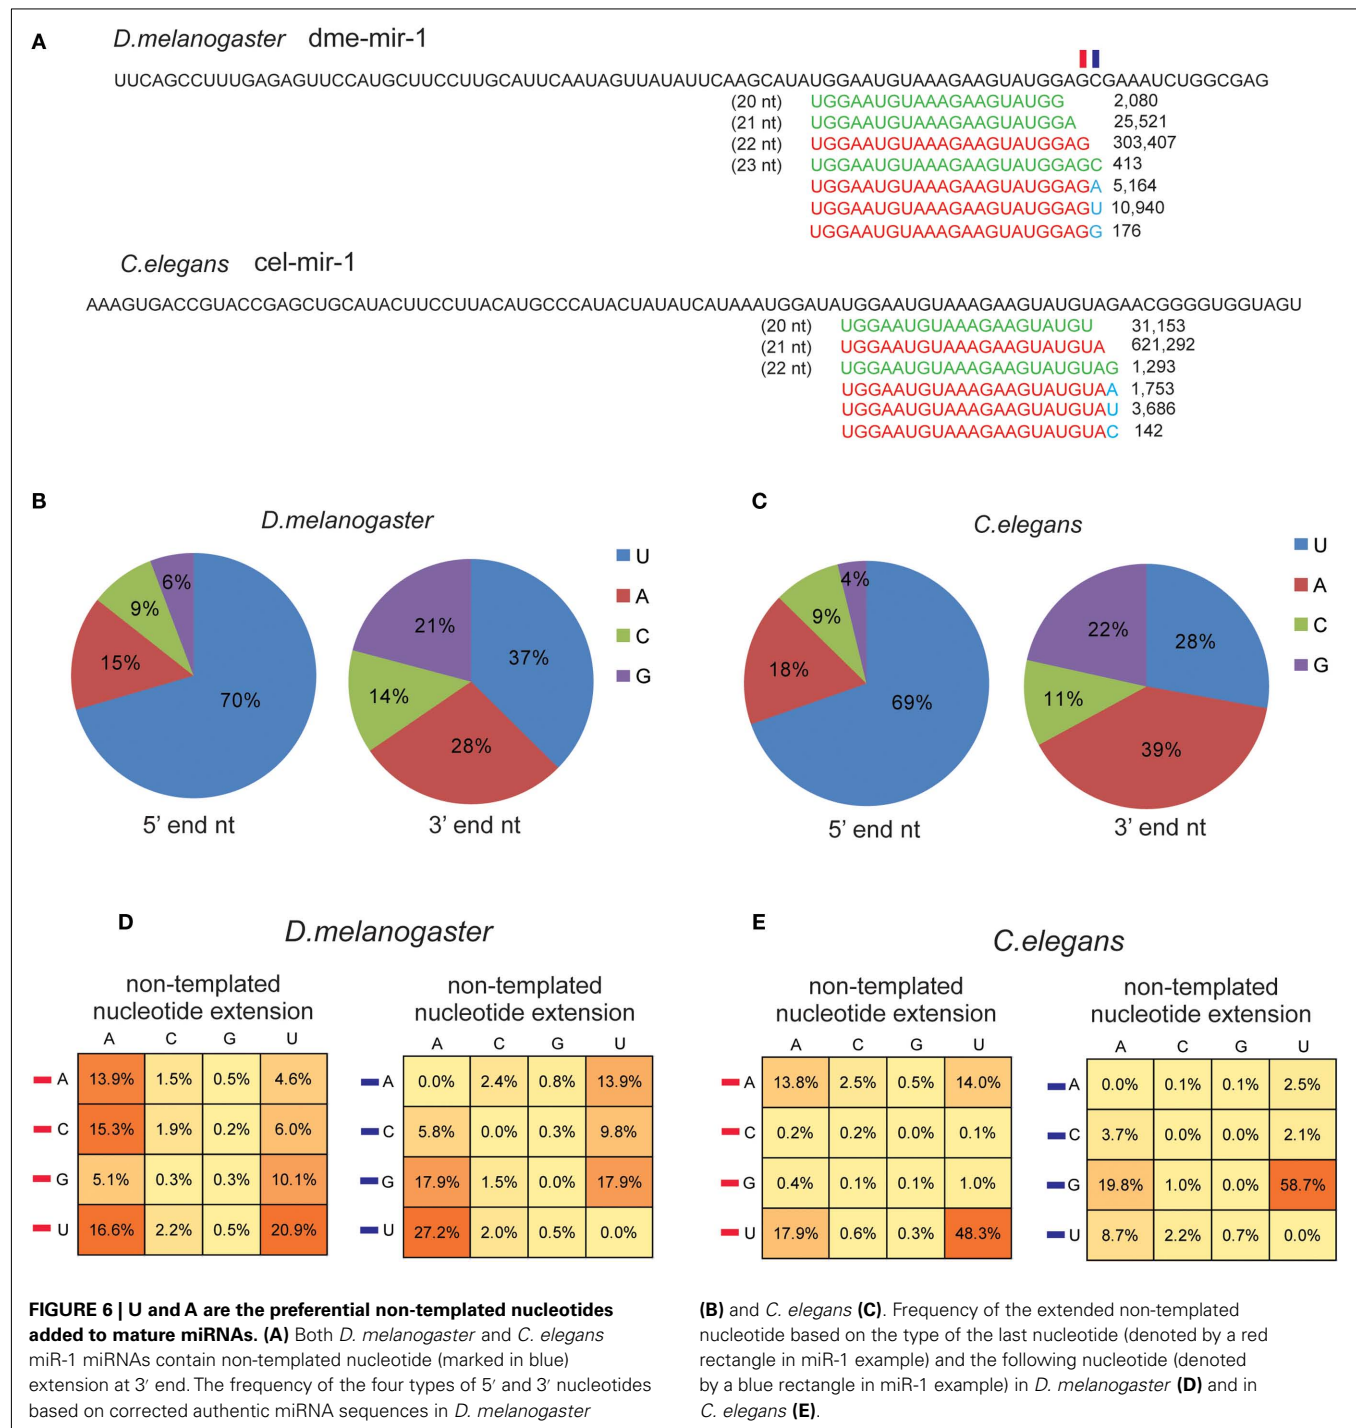 A
D.melanogaster dme-mir-1
UUCAGCCUUUGAGAGUUCCAUGCUUCCUUGCAUUCAAUAGUUAUAUUCAAGCAUAUGGAAUGUAAAGAAGUAUGGAGCGAAAUCUGGCGAG
(20 nt) UGGAAUGUAAAGAAGUAUGG 2,080
(21 nt) UGGAAUGUAAAGAAGUAUGGA 25,521
(22 nt) UGGAAUGUAAAGAAGUAUGGAG 303,407
(23 nt) UGGAAUGUAAAGAAGUAUGGAGC 413
UGGAAUGUAAAGAAGUAUGGAGA 5,164
UGGAAUGUAAAGAAGUAUGGAGU 10,940
UGGAAUGUAAAGAAGUAUGGAGG 176
C.elegans cel-mir-1
AAAGUGACCGUACCGAGCUGCAUACUUCCUUACAUGCCCAUACUAUAUCAUAAAUGGAUAUGGAAUGUAAAGAAGUAUGUAGAACGGGGUGGUAGU
(20 nt) UGGAAUGUAAAGAAGUAUGU 31,153
(21 nt) UGGAAUGUAAAGAAGUAUGUA 621,292
(22 nt) UGGAAUGUAAAGAAGUAUGUAG 1,293
UGGAAUGUAAAGAAGUAUGUAA 1,753
UGGAAUGUAAAGAAGUAUGUAU 3,686
UGGAAUGUAAAGAAGUAUGUAC 142
B
D.melanogaster
6%
9%
15%
70%
5' end nt
21%
37%
14%
28%
3' end nt
U
A
C
G
C
C.elegans
4%
9%
18%
69%
5' end nt
22%
28%
11%
39%
3' end nt
U
A
C
G
D
D.melanogaster
non-templated
nucleotide extension
A C G U
A 13.9% 1.5% 0.5% 4.6%
C 15.3% 1.9% 0.2% 6.0%
G 5.1% 0.3% 0.3% 10.1%
U 16.6% 2.2% 0.5% 20.9%
non-templated
nucleotide extension
A C G U
A 0.0% 2.4% 0.8% 13.9%
C 5.8% 0.0% 0.3% 9.8%
G 17.9% 1.5% 0.0% 17.9%
U 27.2% 2.0% 0.5% 0.0%
E
C.elegans
non-templated
nucleotide extension
A C G U
A 13.8% 2.5% 0.5% 14.0%
C 0.2% 0.2% 0.0% 0.1%
G 0.4% 0.1% 0.1% 1.0%
U 17.9% 0.6% 0.3% 48.3%
non-templated
nucleotide extension
A C G U
A 0.0% 0.1% 0.1% 2.5%
C 3.7% 0.0% 0.0% 2.1%
G 19.8% 1.0% 0.0% 58.7%
U 8.7% 2.2% 0.7% 0.0%
FIGURE 6 | U and A are the preferential non-templated nucleotides
added to mature miRNAs. (A) Both D. melanogaster and C. elegans
miR-1 miRNAs contain non-templated nucleotide (marked in blue)
extension at 3′ end. The frequency of the four types of 5′ and 3′ nucleotides
based on corrected authentic miRNA sequences in D. melanogaster
(B) and C. elegans (C). Frequency of the extended non-templated
nucleotide based on the type of the last nucleotide (denoted by a red
rectangle in miR-1 example) and the following nucleotide (denoted
by a blue rectangle in miR-1 example) in D. melanogaster (D) and in
C. elegans (E).